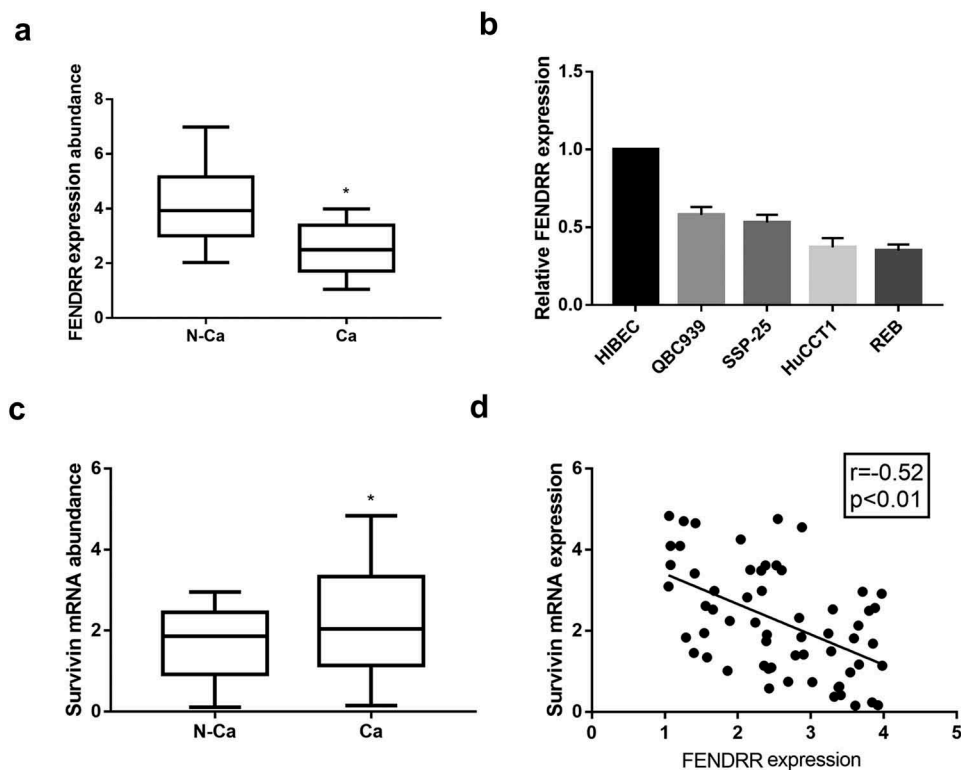 a
FENDRR expression abundance
8
6
4
2
0
N-Ca
Ca
*
b
Relative FENDRR expression
1.5
1.0
0.5
0.0
HIBEC
QBC939
SSP-25
HuCCT1
REB
c
Survivin mRNA abundance
6
4
2
0
N-Ca
Ca
*
d
Survivin mRNA expression
6
4
2
0
r=-0.52
p<0.01
0
1
2
3
4
5
FENDRR expression